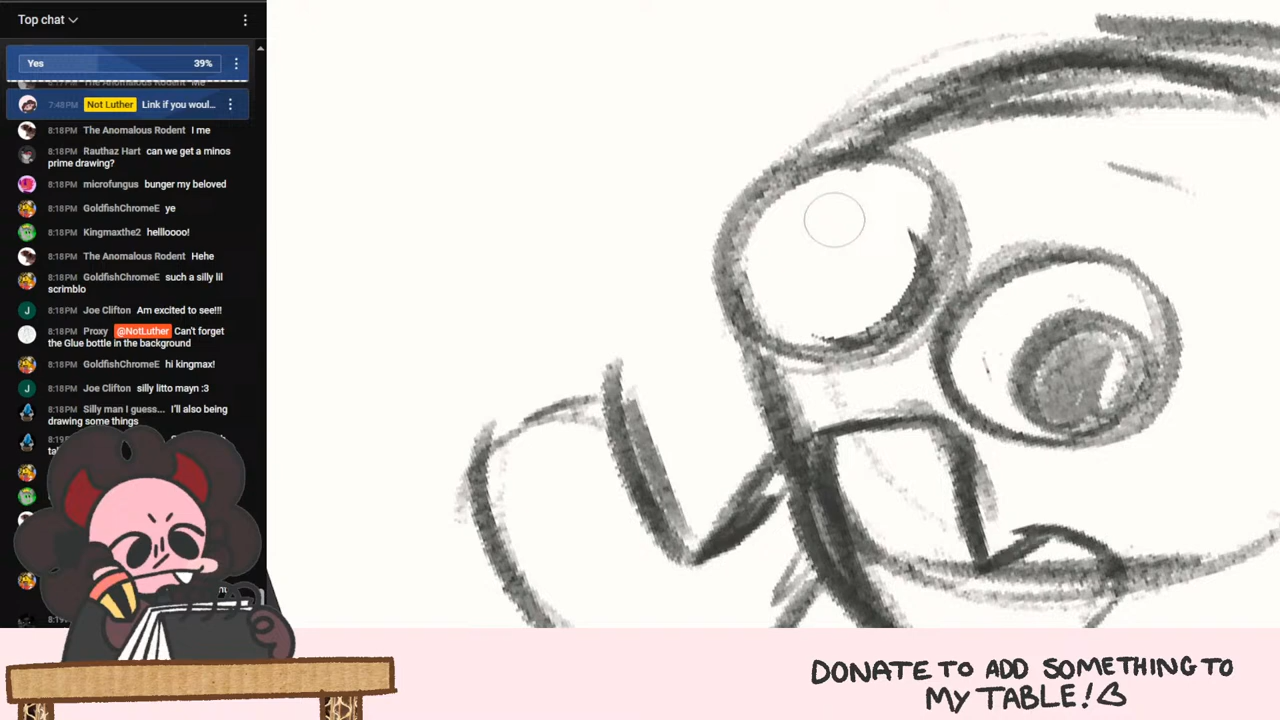 Top chat
Yes 39%
7:48PM Not Luther Link if you woul...
8:18PM The Anomalous Rodent I me
8:18PM Rauthaz Hart can we get a minos
prime drawing?
8:18PM microfungus bunger my beloved
8:18PM GoldfishChromeE ye
8:18PM Kingmaxthe2 hellloooo!
8:18PM The Anomalous Rodent Hehe
8:18PM GoldfishChromeE such a silly lil
scrimblo
8:18PM Joe Clifton Am excited to see!!!
8:18PM Proxy @NotLuther Can't forget
the Glue bottle in the background
8:18PM GoldfishChromeE hi kingmax!
8:18PM Joe Clifton silly litto mayn :3
8:18PM Silly man I guess... I'll also being
drawing some things
DONATE TO ADD SOMETHING TO
MY TABLE!